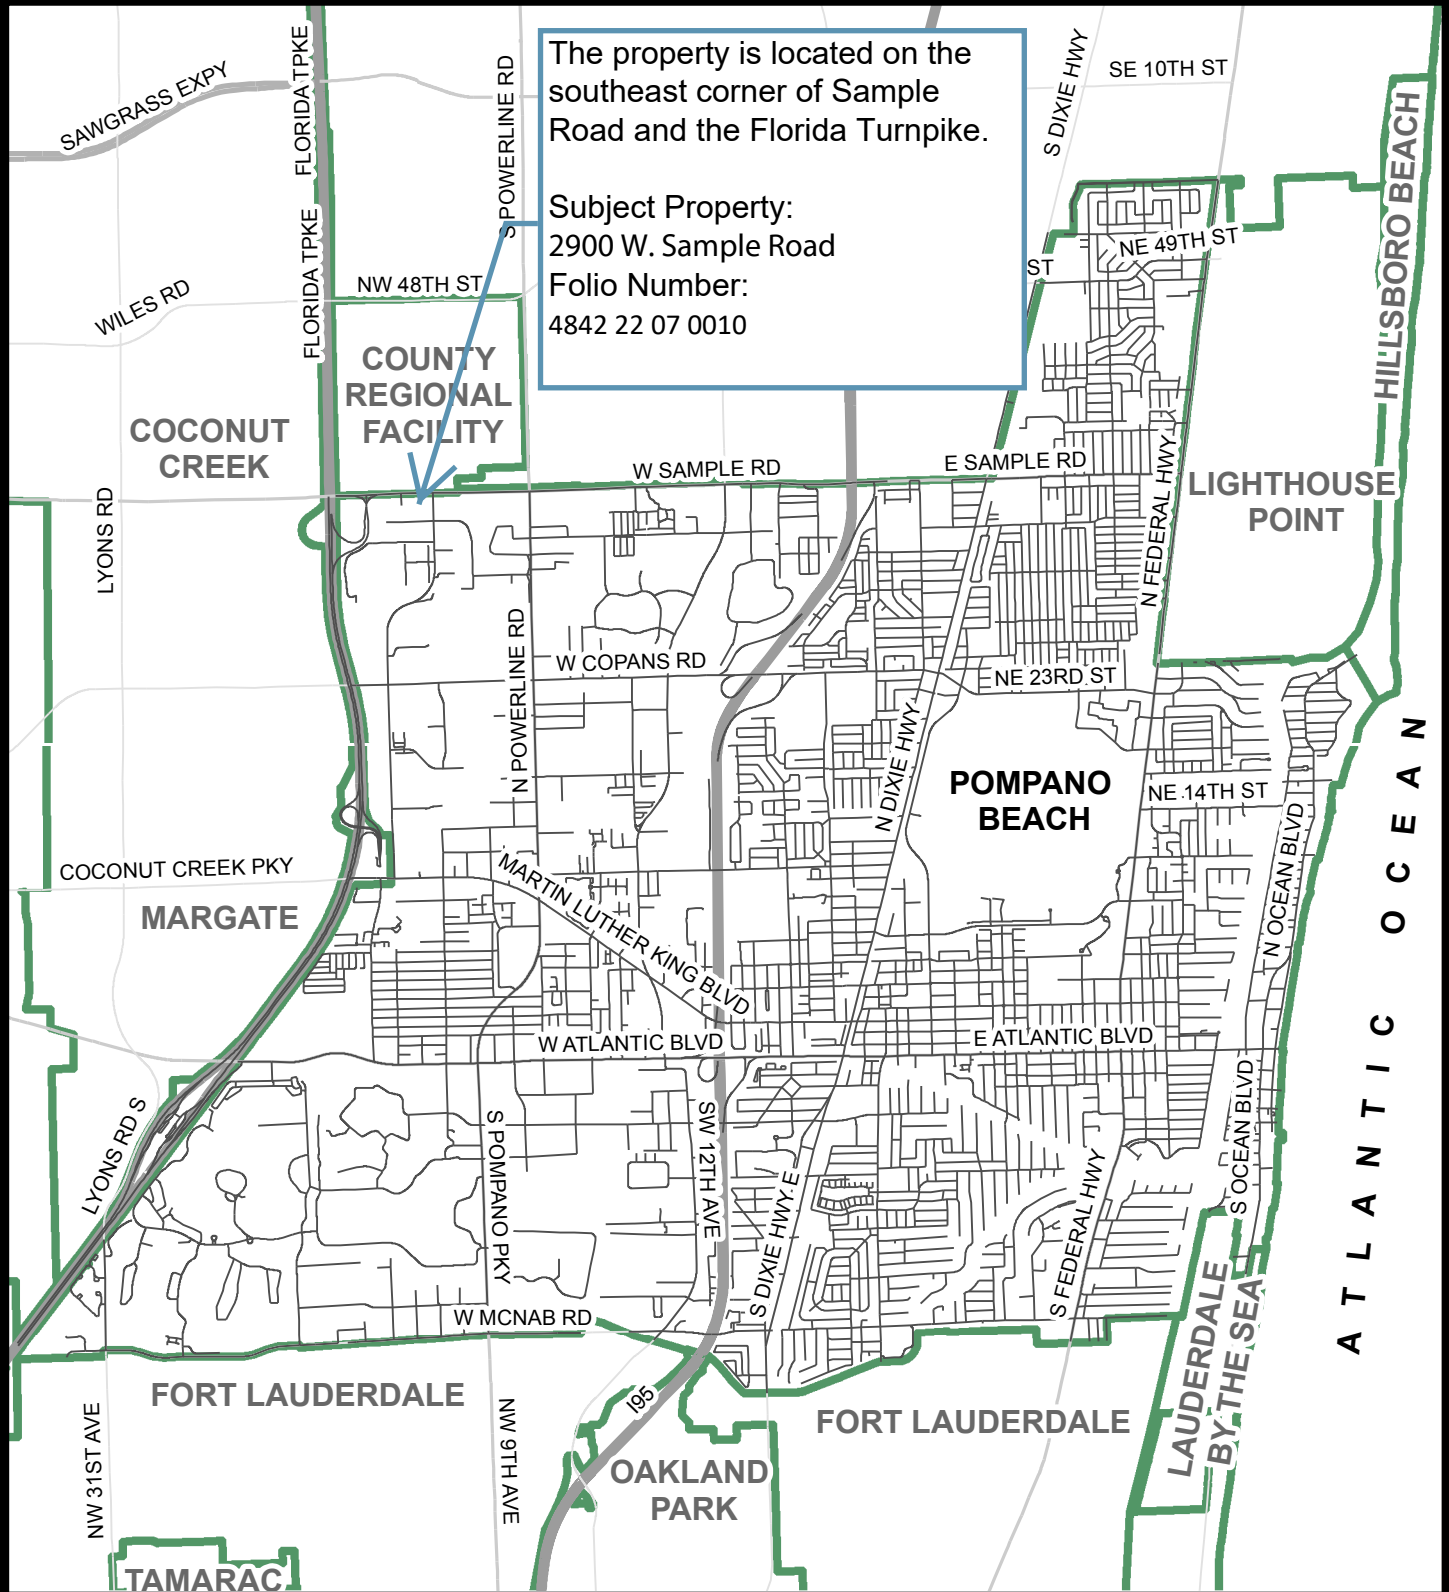 The property is located on the
southeast corner of Sample
Road and the Florida Turnpike.
Subject Property:
2900 W. Sample Road
Folio Number:
4842 22 07 0010
SAWGRASS EXPY
FLORIDA TPKE
S POWERLINE RD
S DIXIE HWY
SE 10TH ST
HILLSBORO BEACH
FLORIDA TPKE
NE 49TH ST
ST
NW 48TH ST
WILES RD
COUNTY
REGIONAL
FACILITY
COCONUT
CREEK
W SAMPLE RD
E SAMPLE RD
LIGHTHOUSE
POINT
LYONS RD
N FEDERAL HWY
N POWERLINE RD
W COPANS RD
NE 23RD ST
N DIXIE HWY
POMPANO
BEACH
NE 14TH ST
ATLANTIC OCEAN
COCONUT CREEK PKY
MARTIN LUTHER KING BLVD
N OCEAN BLVD
MARGATE
W ATLANTIC BLVD
E ATLANTIC BLVD
LYONS RD S
S POMPANO PKY
SW 12TH AVE
S DIXIE HWY E
S FEDERAL HWY
S OCEAN BLVD
W MCNAB RD
LAUDERDALE
BY THE SEA
FORT LAUDERDALE
I95
FORT LAUDERDALE
NW 31ST AVE
NW 9TH AVE
OAKLAND
PARK
TAMARAC